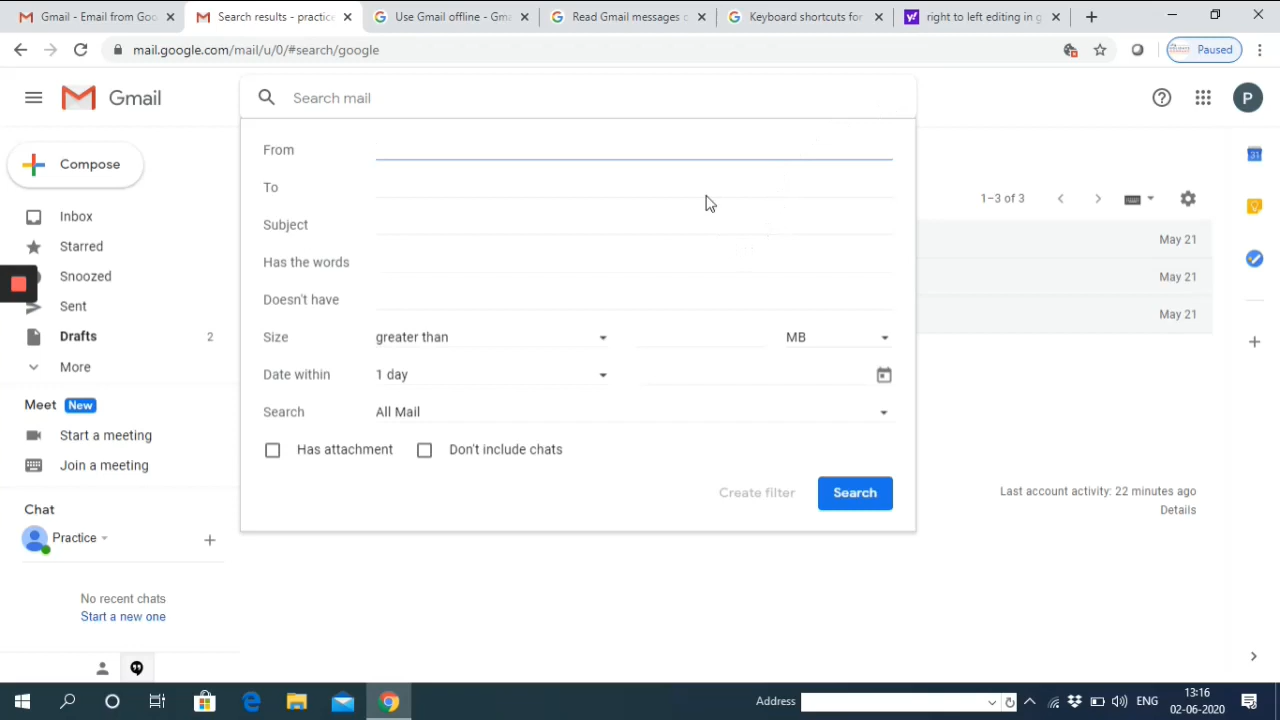 Gmail - Email from Goo
Search results - practice
Use Gmail offline - Gma
Read Gmail messages o
Keyboard shortcuts for
right to left editing in g
mail.google.com/mail/u/0/#search/google
Paused
Gmail
Search mail
P
Compose
From
To
1–3 of 3
Inbox
Subject
Starred
May 21
Has the words
Snoozed
May 21
Doesn't have
Sent
May 21
Size greater than MB
Drafts 2
Date within 1 day
More
Search All Mail
Meet New
Start a meeting
Has attachment Don't include chats
Join a meeting
Create filter Search
Last account activity: 22 minutes ago
Details
Chat
Practice
No recent chats
Start a new one
Address
ENG
13:16
02-06-2020
31